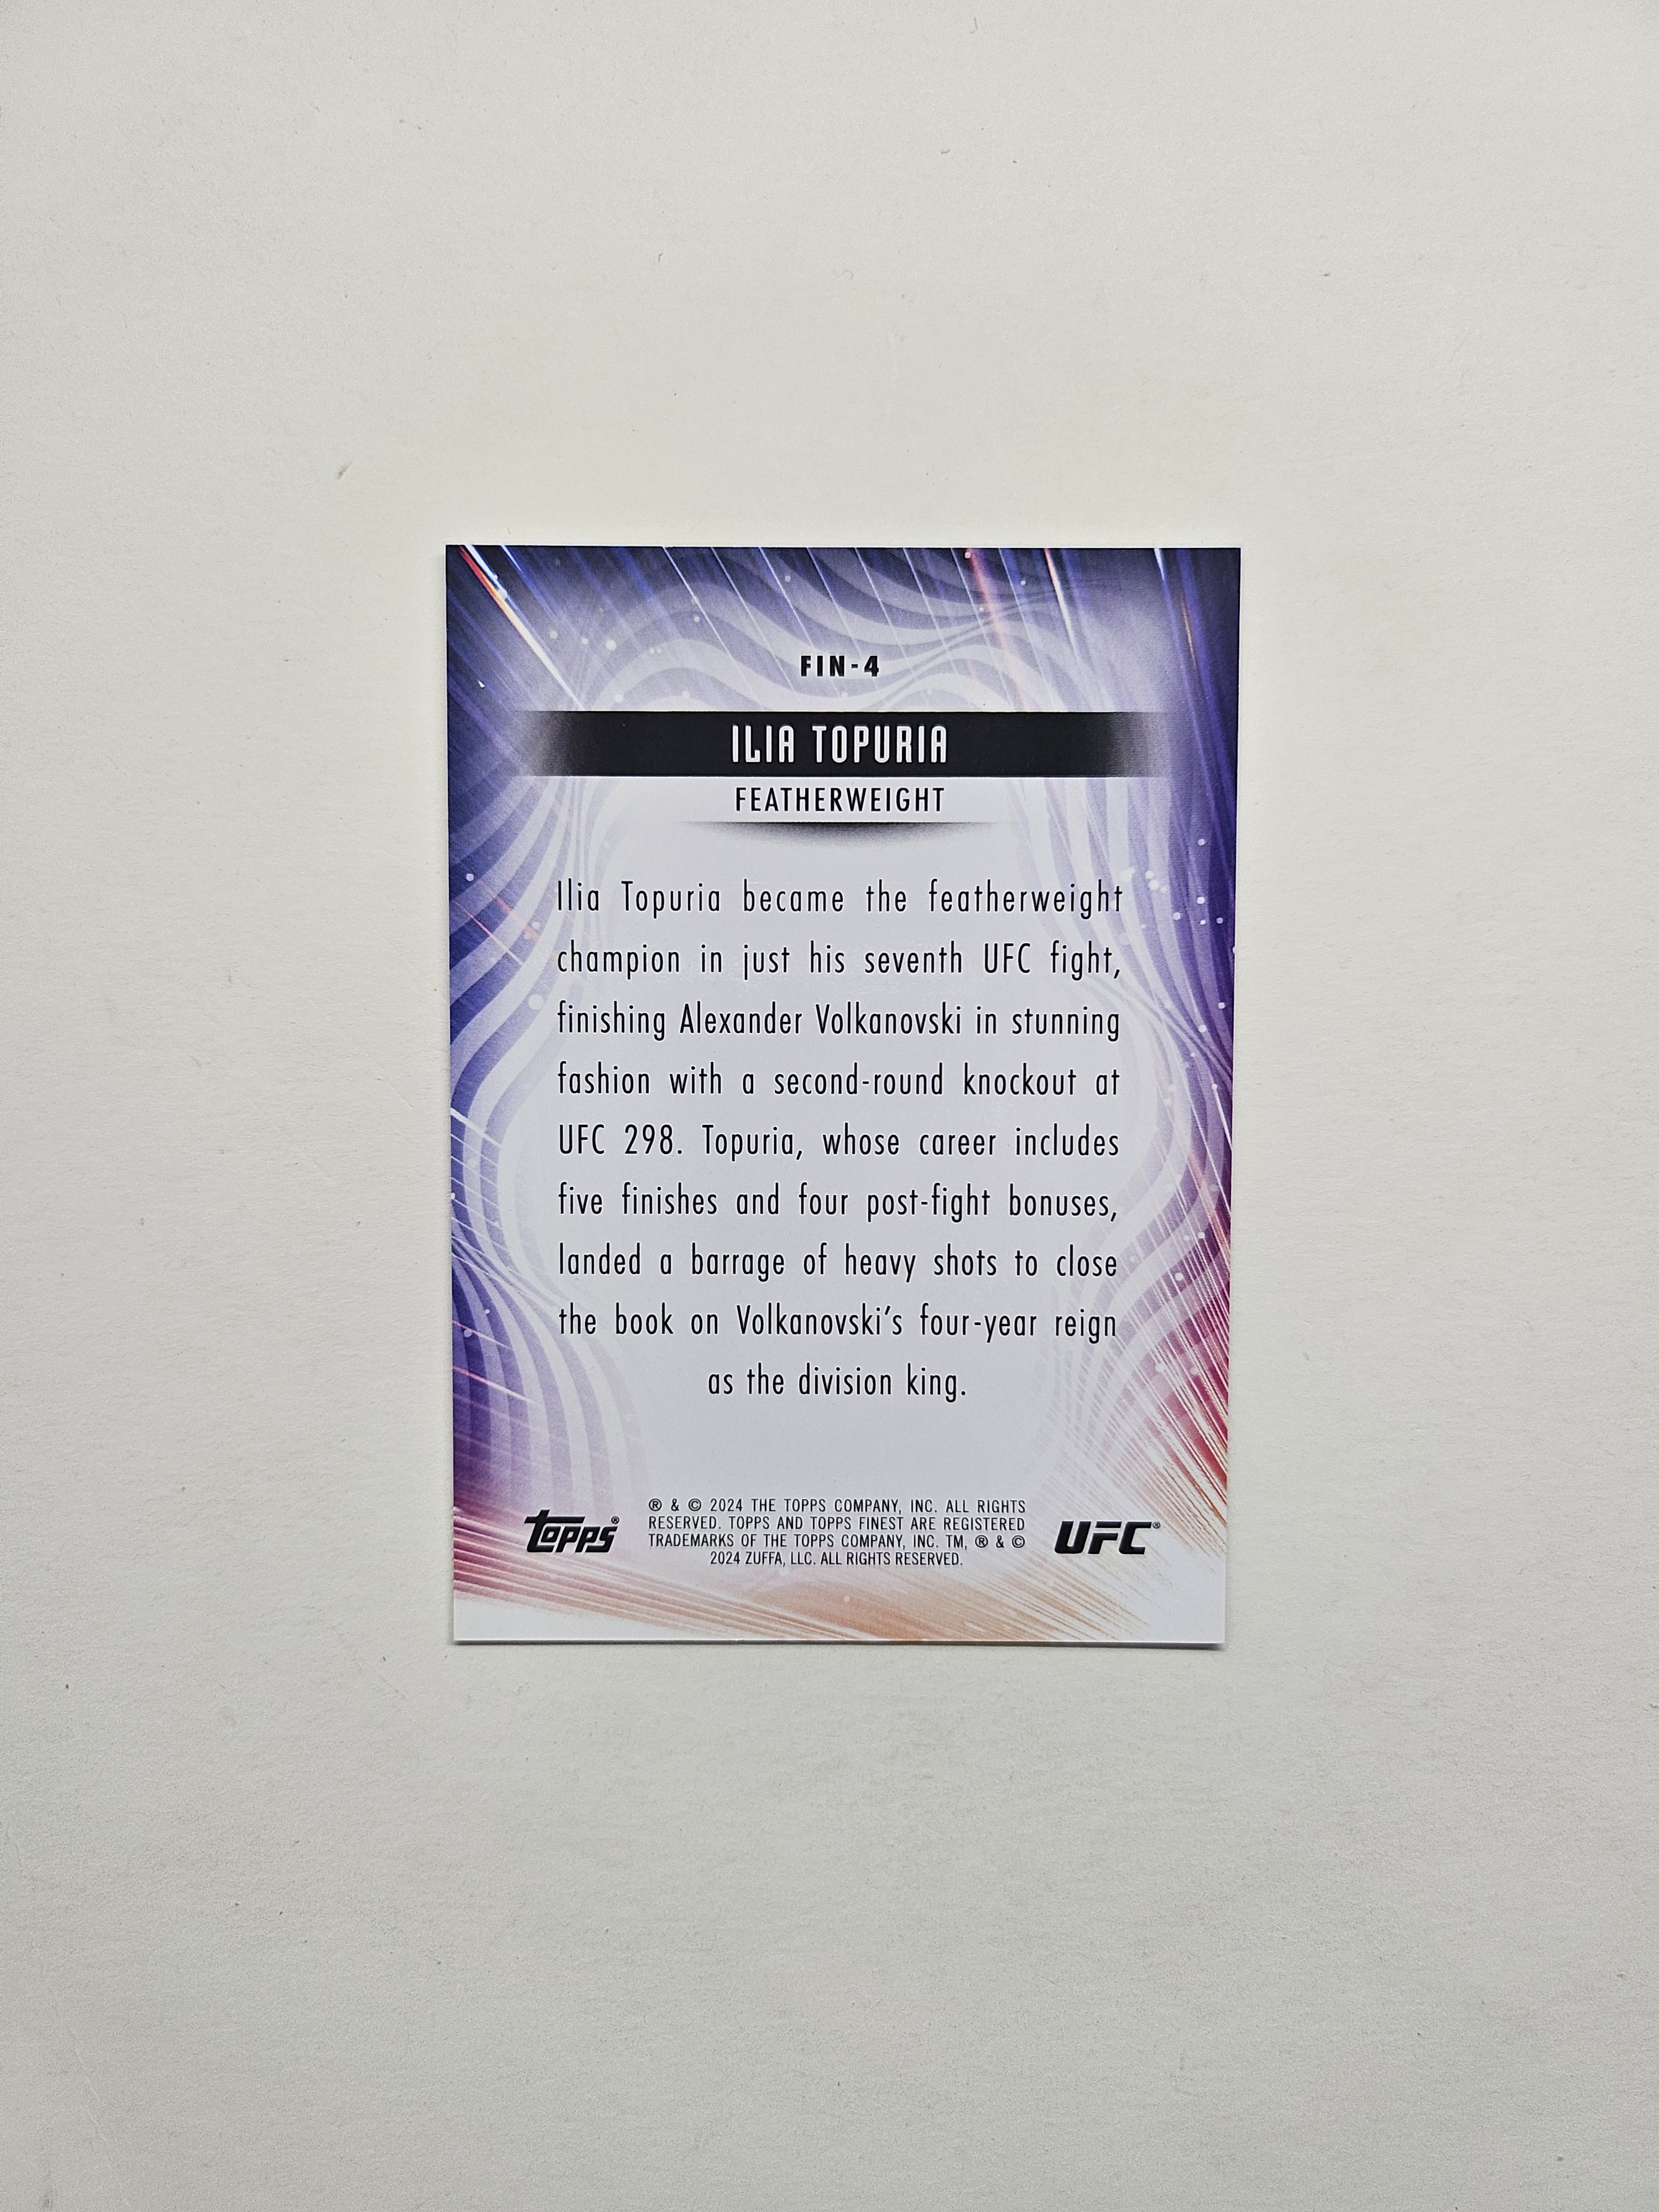 FIN-4
ILIA TOPURIA
FEATHERWEIGHT
Ilia Topuria became the featherweight
champion in just his seventh UFC fight,
finishing Alexander Volkanovski in stunning
fashion with a second-round knockout at
UFC 298. Topuria, whose career includes
five finishes and four post-fight bonuses,
landed a barrage of heavy shots to close
the book on Volkanovski's four-year reign
as the division king.
topps®
® & © 2024 THE TOPPS COMPANY, INC. ALL RIGHTS
RESERVED. TOPPS AND TOPPS FINEST ARE REGISTERED
TRADEMARKS OF THE TOPPS COMPANY, INC. TM, ® & ©
2024 ZUFFA, LLC. ALL RIGHTS RESERVED.
UFC®